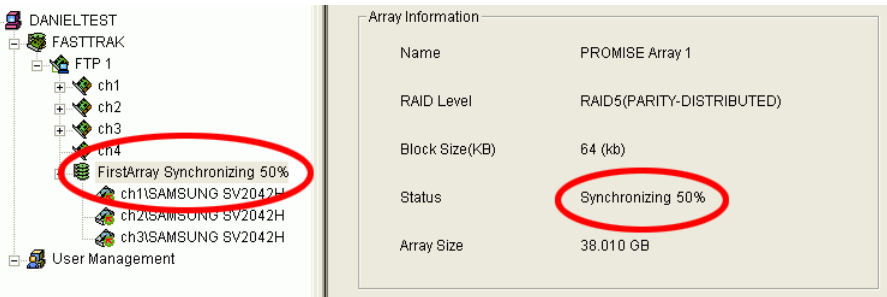 DANIELTEST
FASTTRAK
FTP 1
ch1
ch2
ch3
ch4
FirstArray Synchronizing 50%
ch1\SAMSUNG SV2042H
ch2\SAMSUNG SV2042H
ch3\SAMSUNG SV2042H
User Management
Array Information
Name PROMISE Array 1
RAID Level RAID5(PARITY-DISTRIBUTED)
Block Size(KB) 64 (kb)
Status Synchronizing 50%
Array Size 38.010 GB